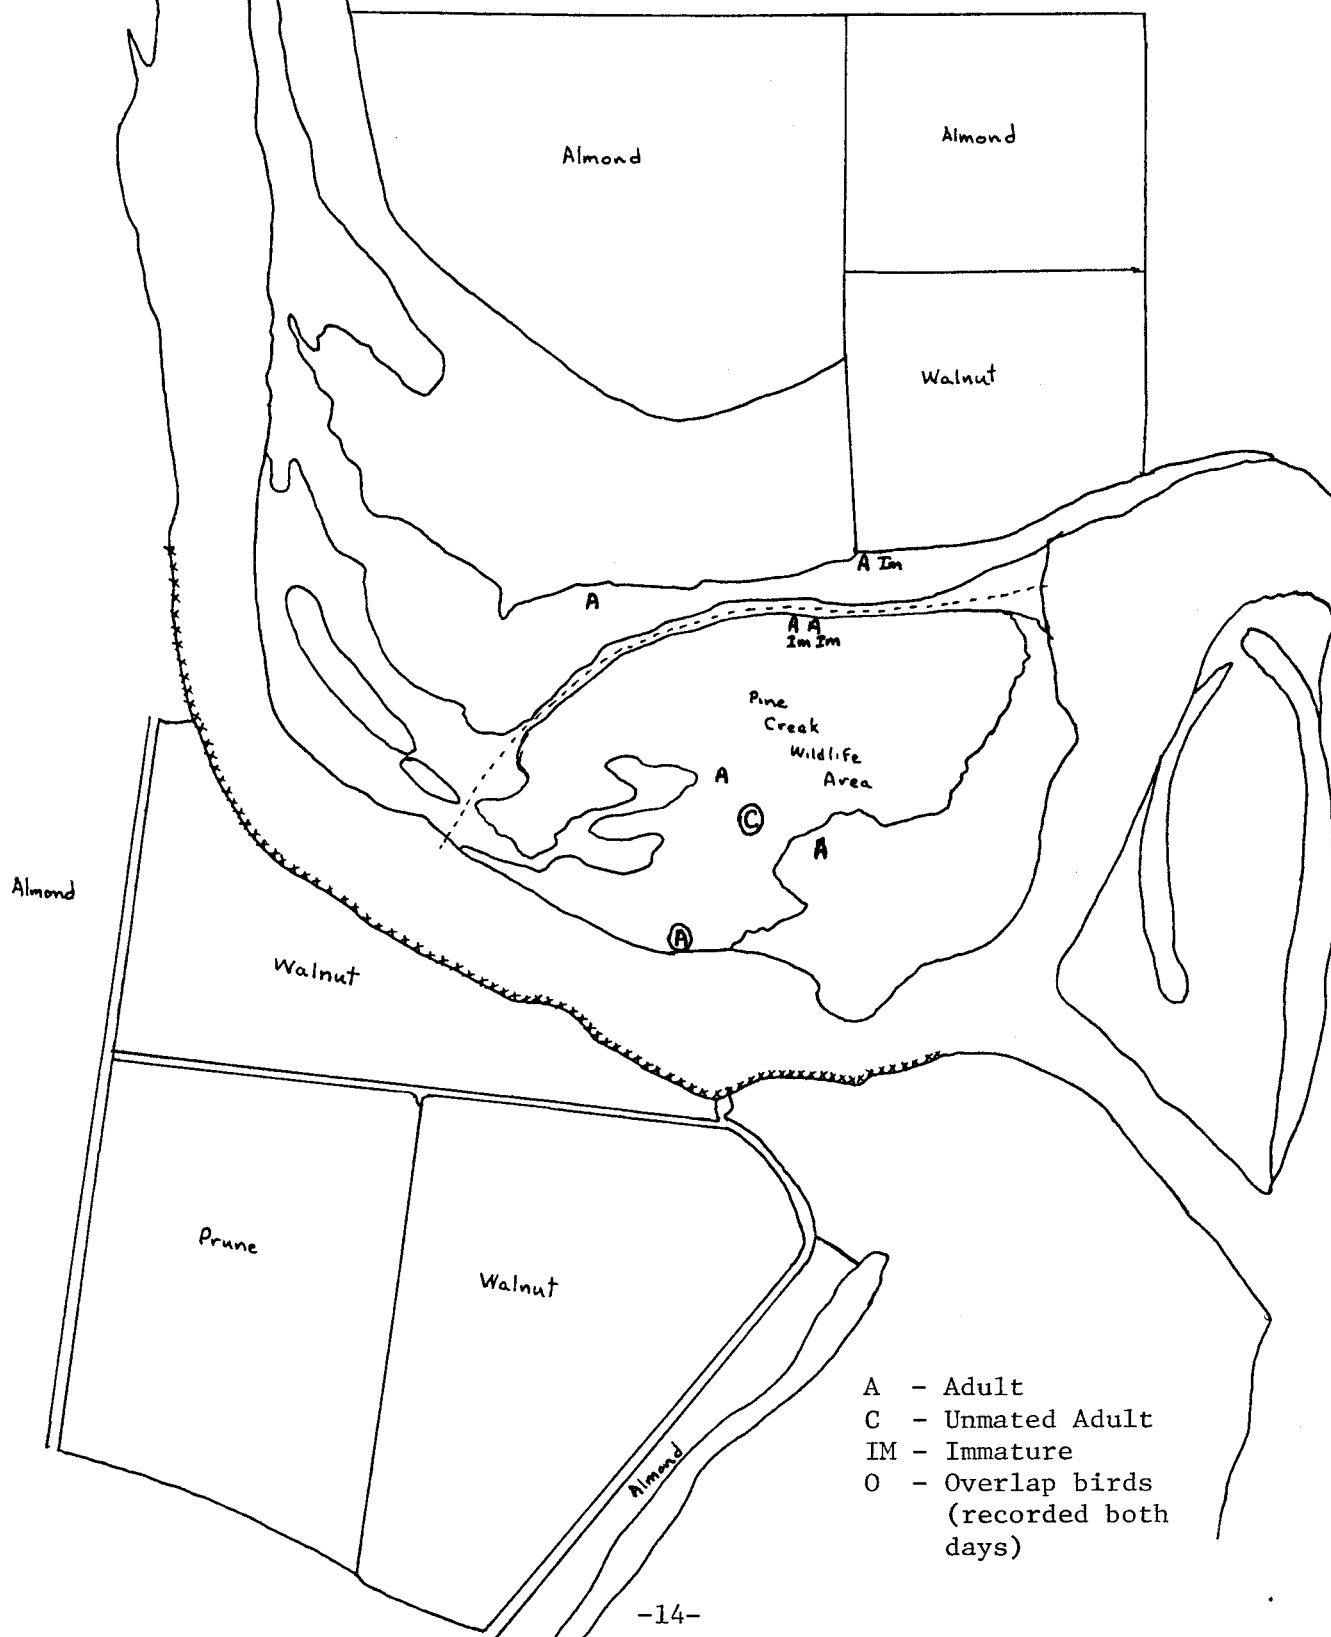 Almond
Almond
Walnut
A Im
A
A A
Im Im
Pine
Creek
Wildlife
Area
A
C
A
A
Almond
Walnut
Prune
Walnut
Almond
A - Adult
C - Unmated Adult
IM - Immature
O - Overlap birds
(recorded both
days)
-14-